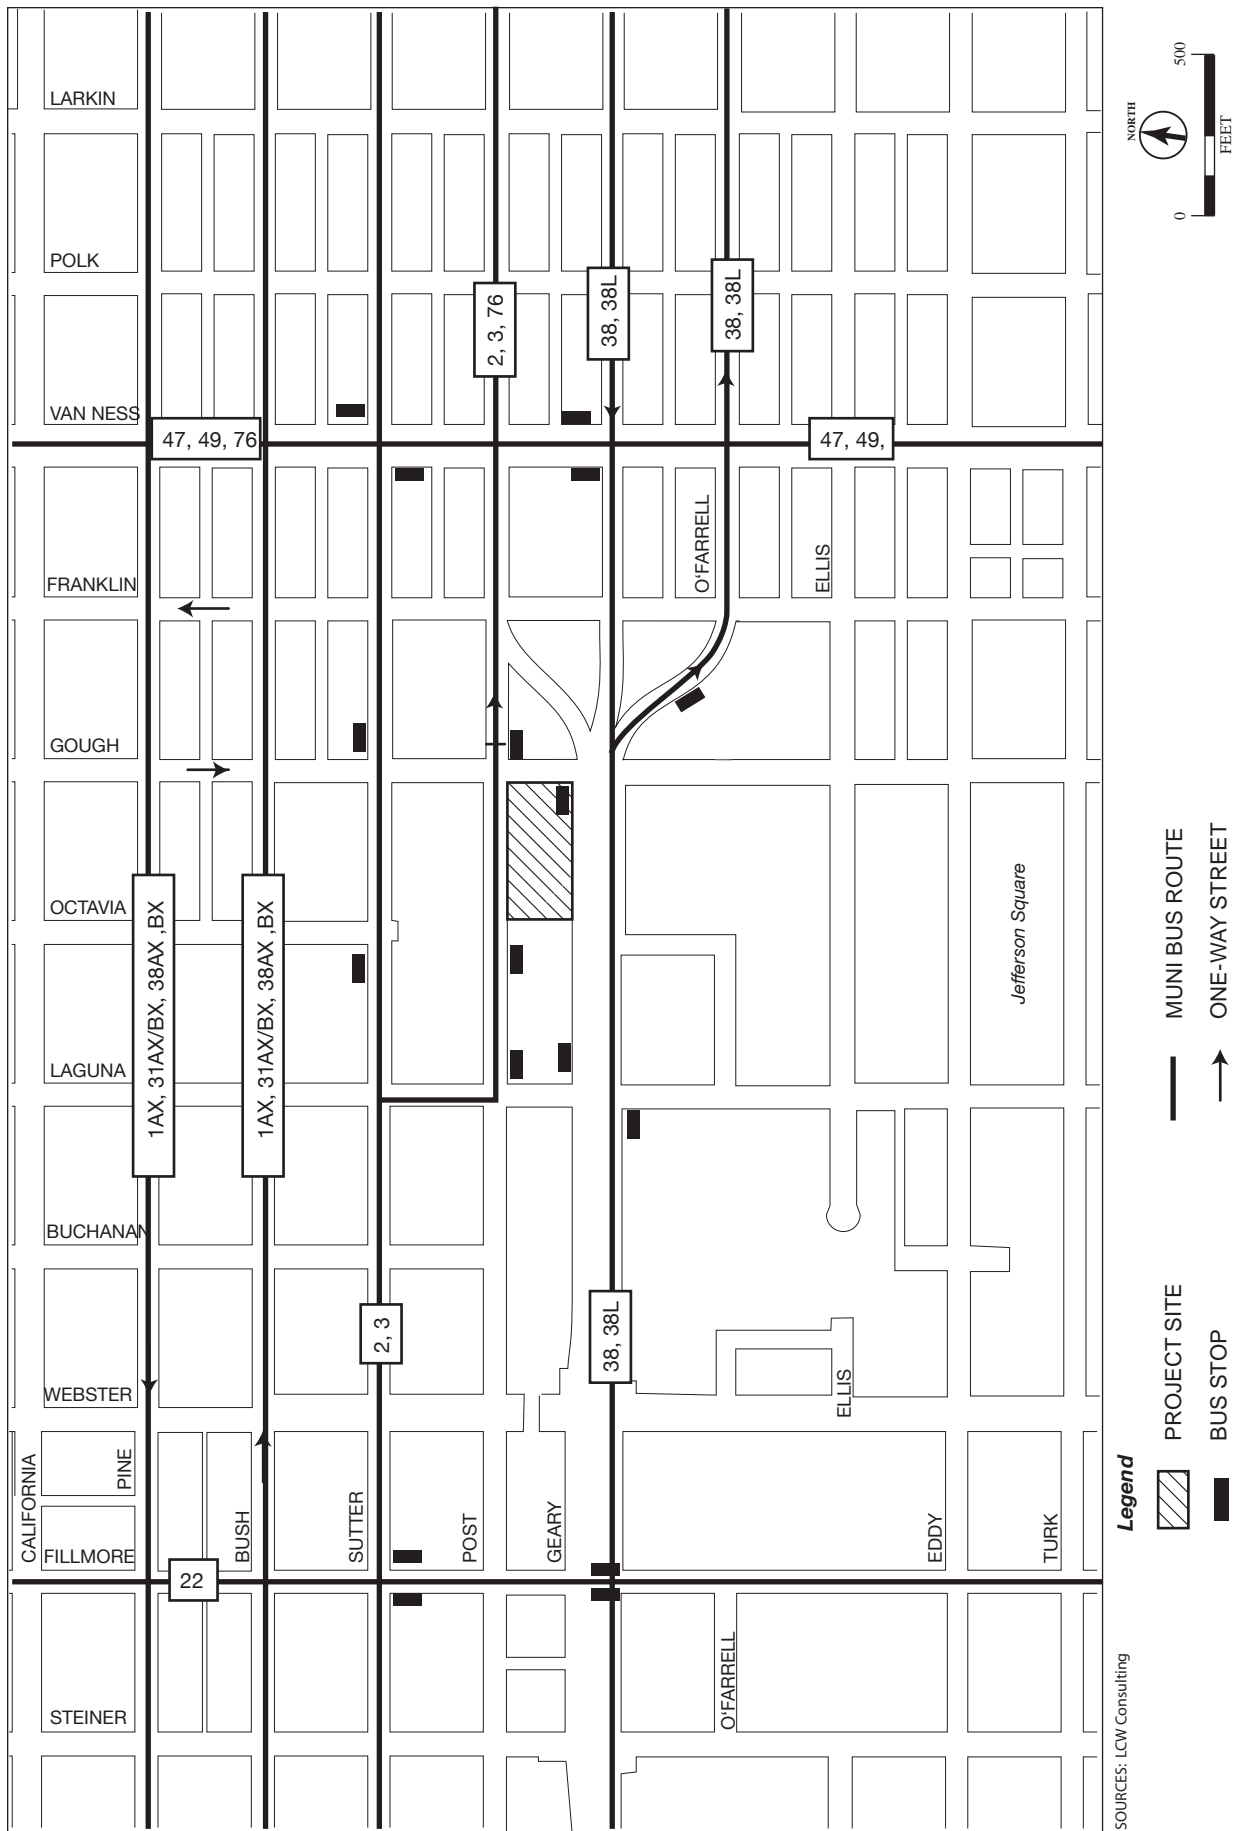 CALIFORNIA
PINE
BUSH
SUTTER
POST
GEARY
EDDY
TURK
O'FARRELL
ELLIS
O'FARRELL
ELLIS
STEINER
FILLMORE
WEBSTER
BUCHANAN
LAGUNA
OCTAVIA
GOUGH
FRANKLIN
VAN NESS
POLK
LARKIN
1AX, 31AX/BX, 38AX ,BX
1AX, 31AX/BX, 38AX ,BX
22
2, 3
38, 38L
47, 49, 76
47, 49,
2, 3, 76
38, 38L
38, 38L
Jefferson Square
SOURCES: LCW Consulting
Legend
PROJECT SITE
BUS STOP
MUNI BUS ROUTE
ONE-WAY STREET
NORTH
0
500
FEET